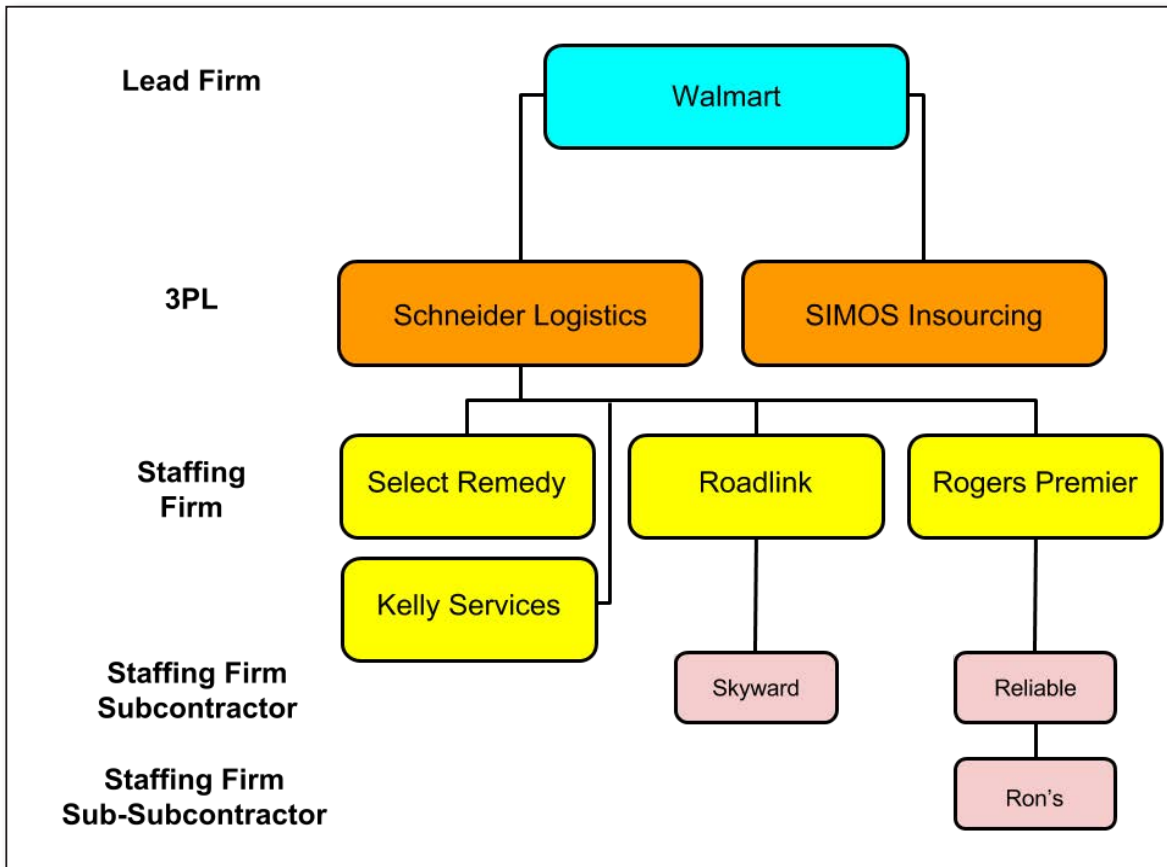 Lead Firm
Walmart
3PL
Schneider Logistics
SIMOS Insourcing
Staffing
Firm
Select Remedy
Roadlink
Rogers Premier
Kelly Services
Staffing Firm
Subcontractor
Skyward
Reliable
Staffing Firm
Sub-Subcontractor
Ron's